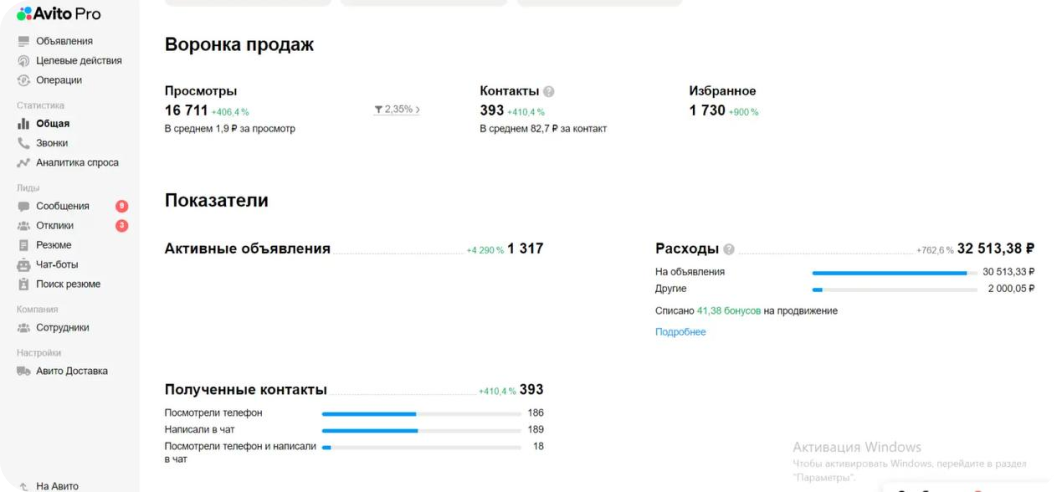 Avito Pro
Объявления
Целевые действия
Операции
Статистика
Общая
Звонки
Аналитика спроса
Лиды
Сообщения 9
Отклики 3
Резюме
Чат-боты
Поиск резюме
Компания
Сотрудники
Настройки
Авито Доставка
На Авито
Воронка продаж
Просмотры
16 711 +406,4 %
В среднем 1,9 ₽ за просмотр
2,35% >
Контакты ?
393 +410,4 %
В среднем 82,7 ₽ за контакт
Избранное
1 730 +900 %
Показатели
Активные объявления +4 290 % 1 317
Расходы ? +762,6 % 32 513,38 ₽
На объявления 30 513,33 ₽
Другие 2 000,05 ₽
Списано 41,38 бонусов на продвижение
Подробнее
Полученные контакты +410,4 % 393
Посмотрели телефон 186
Написали в чат 189
Посмотрели телефон и написали 18
в чат
Активация Windows
Чтобы активировать Windows, перейдите в раздел
"Параметры".